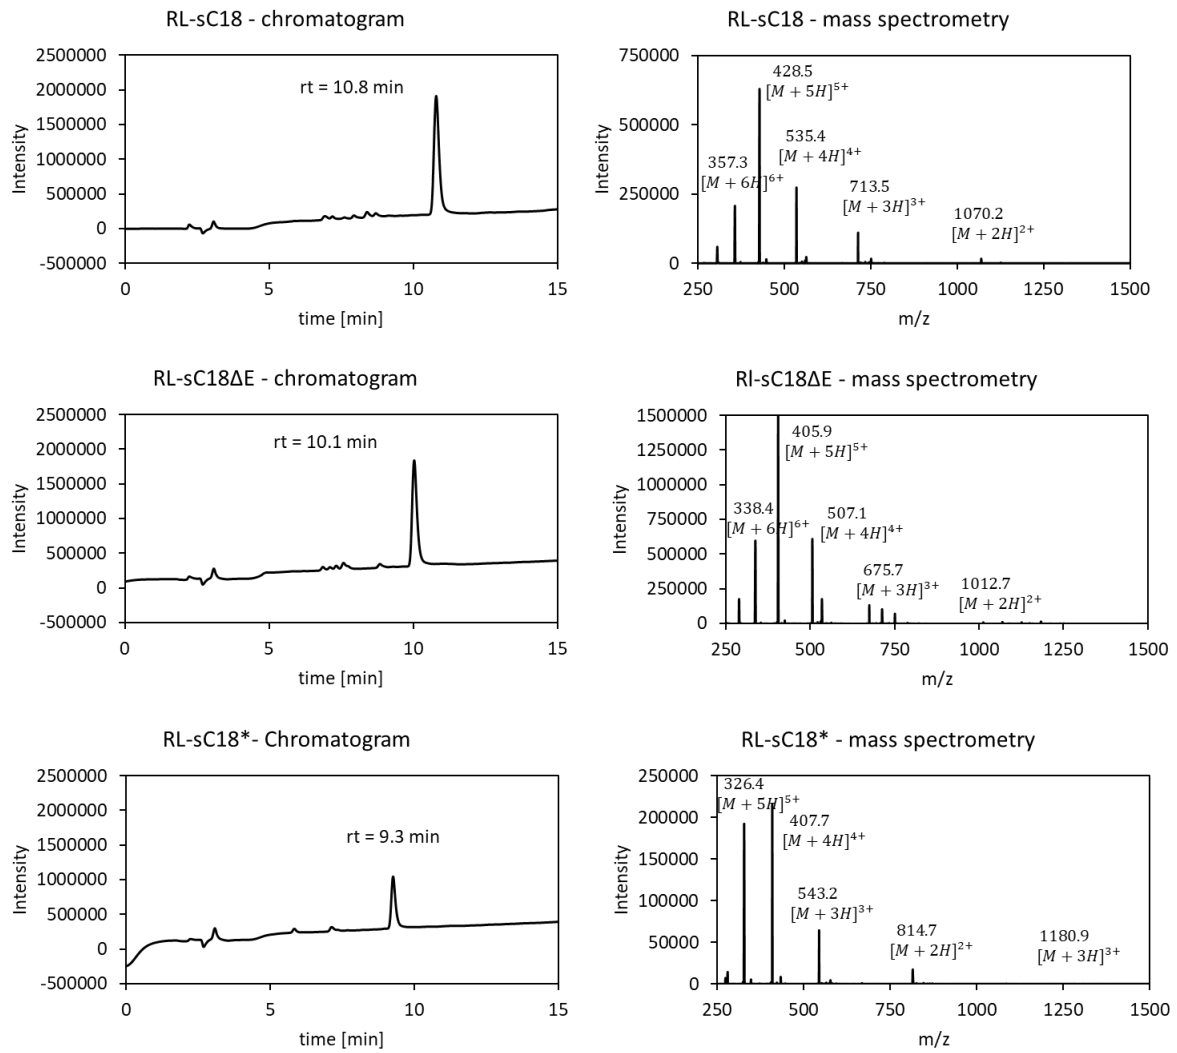 RL-sC18 - chromatogram
2500000
2000000
1500000
1000000
500000
0
-500000
Intensity
rt = 10.8 min
0 5 10 15
time [min]
RL-sC18 - mass spectrometry
750000
500000
250000
0
Intensity
428.5
[M + 5H]⁵⁺
535.4
[M + 4H]⁴⁺
357.3
[M + 6H]⁶⁺
713.5
[M + 3H]³⁺
1070.2
[M + 2H]²⁺
250 500 750 1000 1250 1500
m/z
RL-sC18ΔE - chromatogram
2500000
2000000
1500000
1000000
500000
0
-500000
Intensity
rt = 10.1 min
0 5 10 15
time [min]
Rl-sC18ΔE - mass spectrometry
1500000
1250000
1000000
750000
500000
250000
0
Intensity
405.9
[M + 5H]⁵⁺
338.4
[M + 6H]⁶⁺
507.1
[M + 4H]⁴⁺
675.7
[M + 3H]³⁺
1012.7
[M + 2H]²⁺
250 500 750 1000 1250 1500
m/z
RL-sC18*- Chromatogram
2500000
2000000
1500000
1000000
500000
0
-500000
Intensity
rt = 9.3 min
0 5 10 15
time [min]
RL-sC18* - mass spectrometry
250000
200000
150000
100000
50000
0
Intensity
326.4
[M + 5H]⁵⁺
407.7
[M + 4H]⁴⁺
543.2
[M + 3H]³⁺
814.7
[M + 2H]²⁺
1180.9
[M + 3H]³⁺
250 500 750 1000 1250 1500
m/z